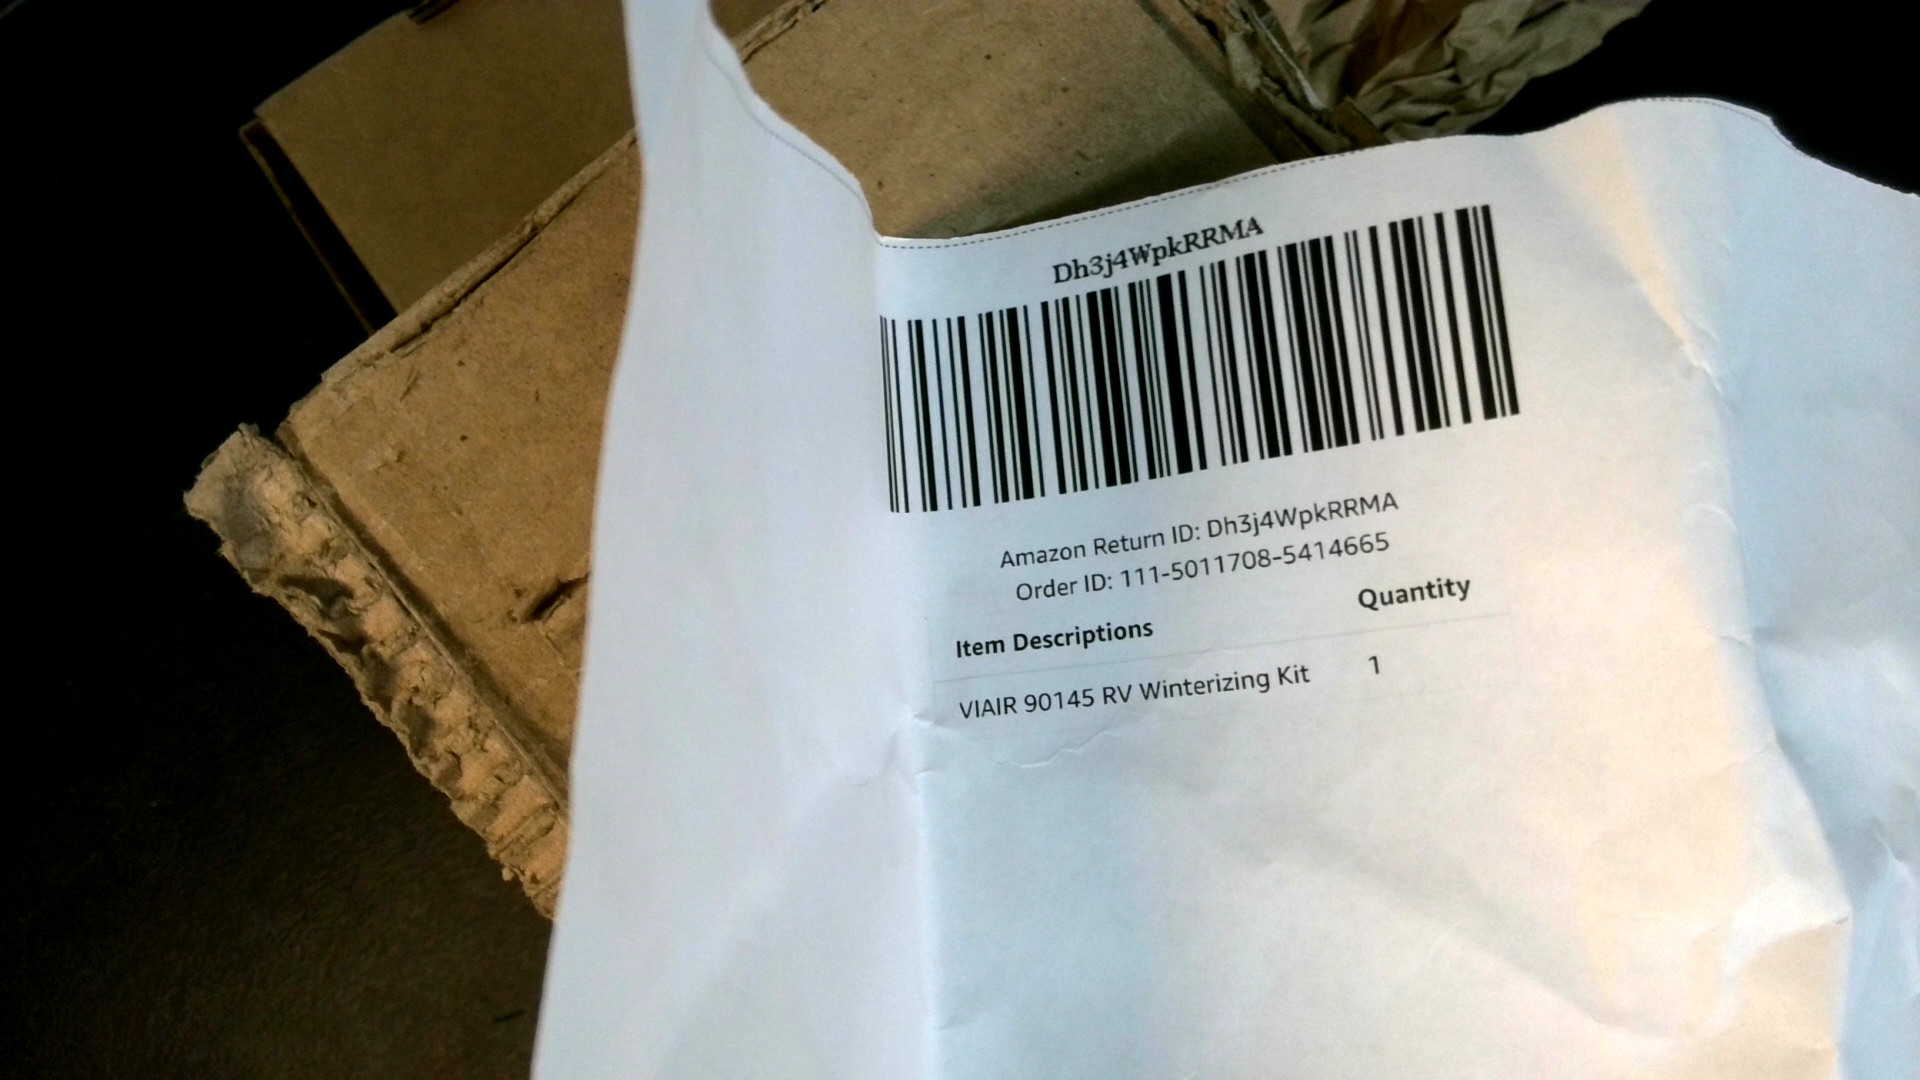 Dh3j4WpkRRMA
Amazon Return ID: Dh3j4WpkRRMA
Order ID: 111-5011708-5414665
Item Descriptions Quantity
VIAIR 90145 RV Winterizing Kit 1